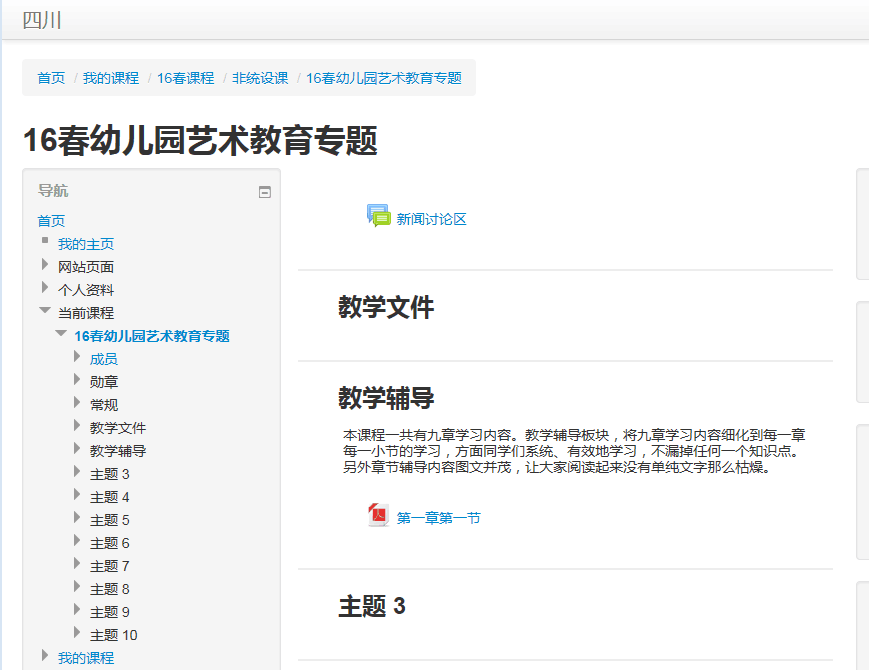 四川
首页 / 我的课程 / 16春课程 / 非统设课 / 16春幼儿园艺术教育专题
16春幼儿园艺术教育专题
导航
首页
我的主页
网站页面
个人资料
当前课程
16春幼儿园艺术教育专题
成员
勋章
常规
教学文件
教学辅导
主题 3
主题 4
主题 5
主题 6
主题 7
主题 8
主题 9
主题 10
我的课程
新闻讨论区
教学文件
教学辅导
本课程一共有九章学习内容。教学辅导板块，将九章学习内容细化到每一章
每一小节的学习，方面同学们系统、有效地学习，不漏掉任何一个知识点。
另外章节辅导内容图文并茂，让大家阅读起来没有单纯文字那么枯燥。
第一章第一节
主题 3